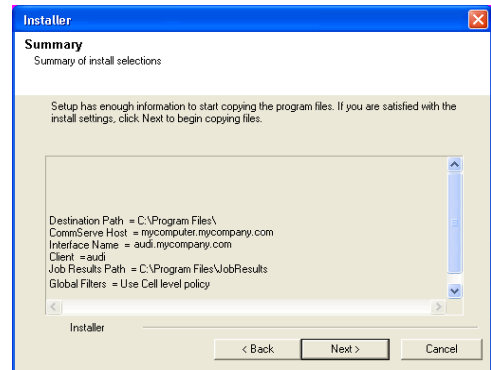 Installer
Summary
Summary of install selections
Setup has enough information to start copying the program files. If you are satisfied with the
install settings, click Next to begin copying files.
Destination Path = C:\Program Files\
CommServe Host = mycomputer.mycompany.com
Interface Name = audi.mycompany.com
Client =audi
Job Results Path = C:\Program Files\JobResults
Global Filters = Use Cell level policy
Installer
< Back Next > Cancel